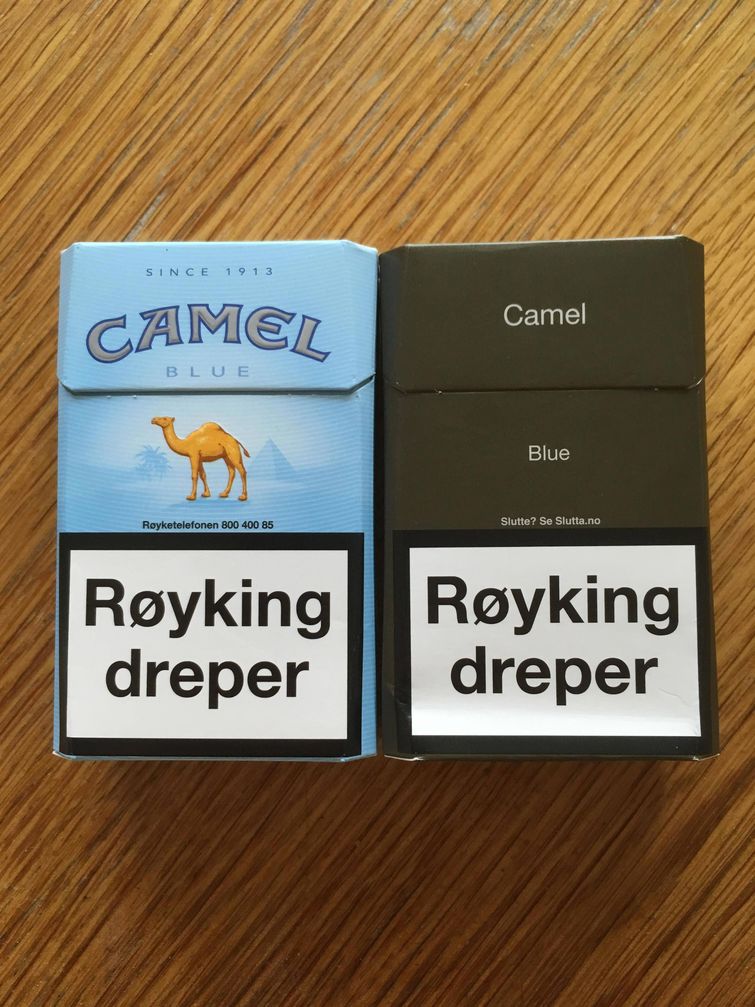 SINCE 1913
CAMEL
BLUE
Røyketelefonen 800 400 85
Røyking
dreper
Camel
Blue
Slutte? Se Slutta.no
Røyking
dreper